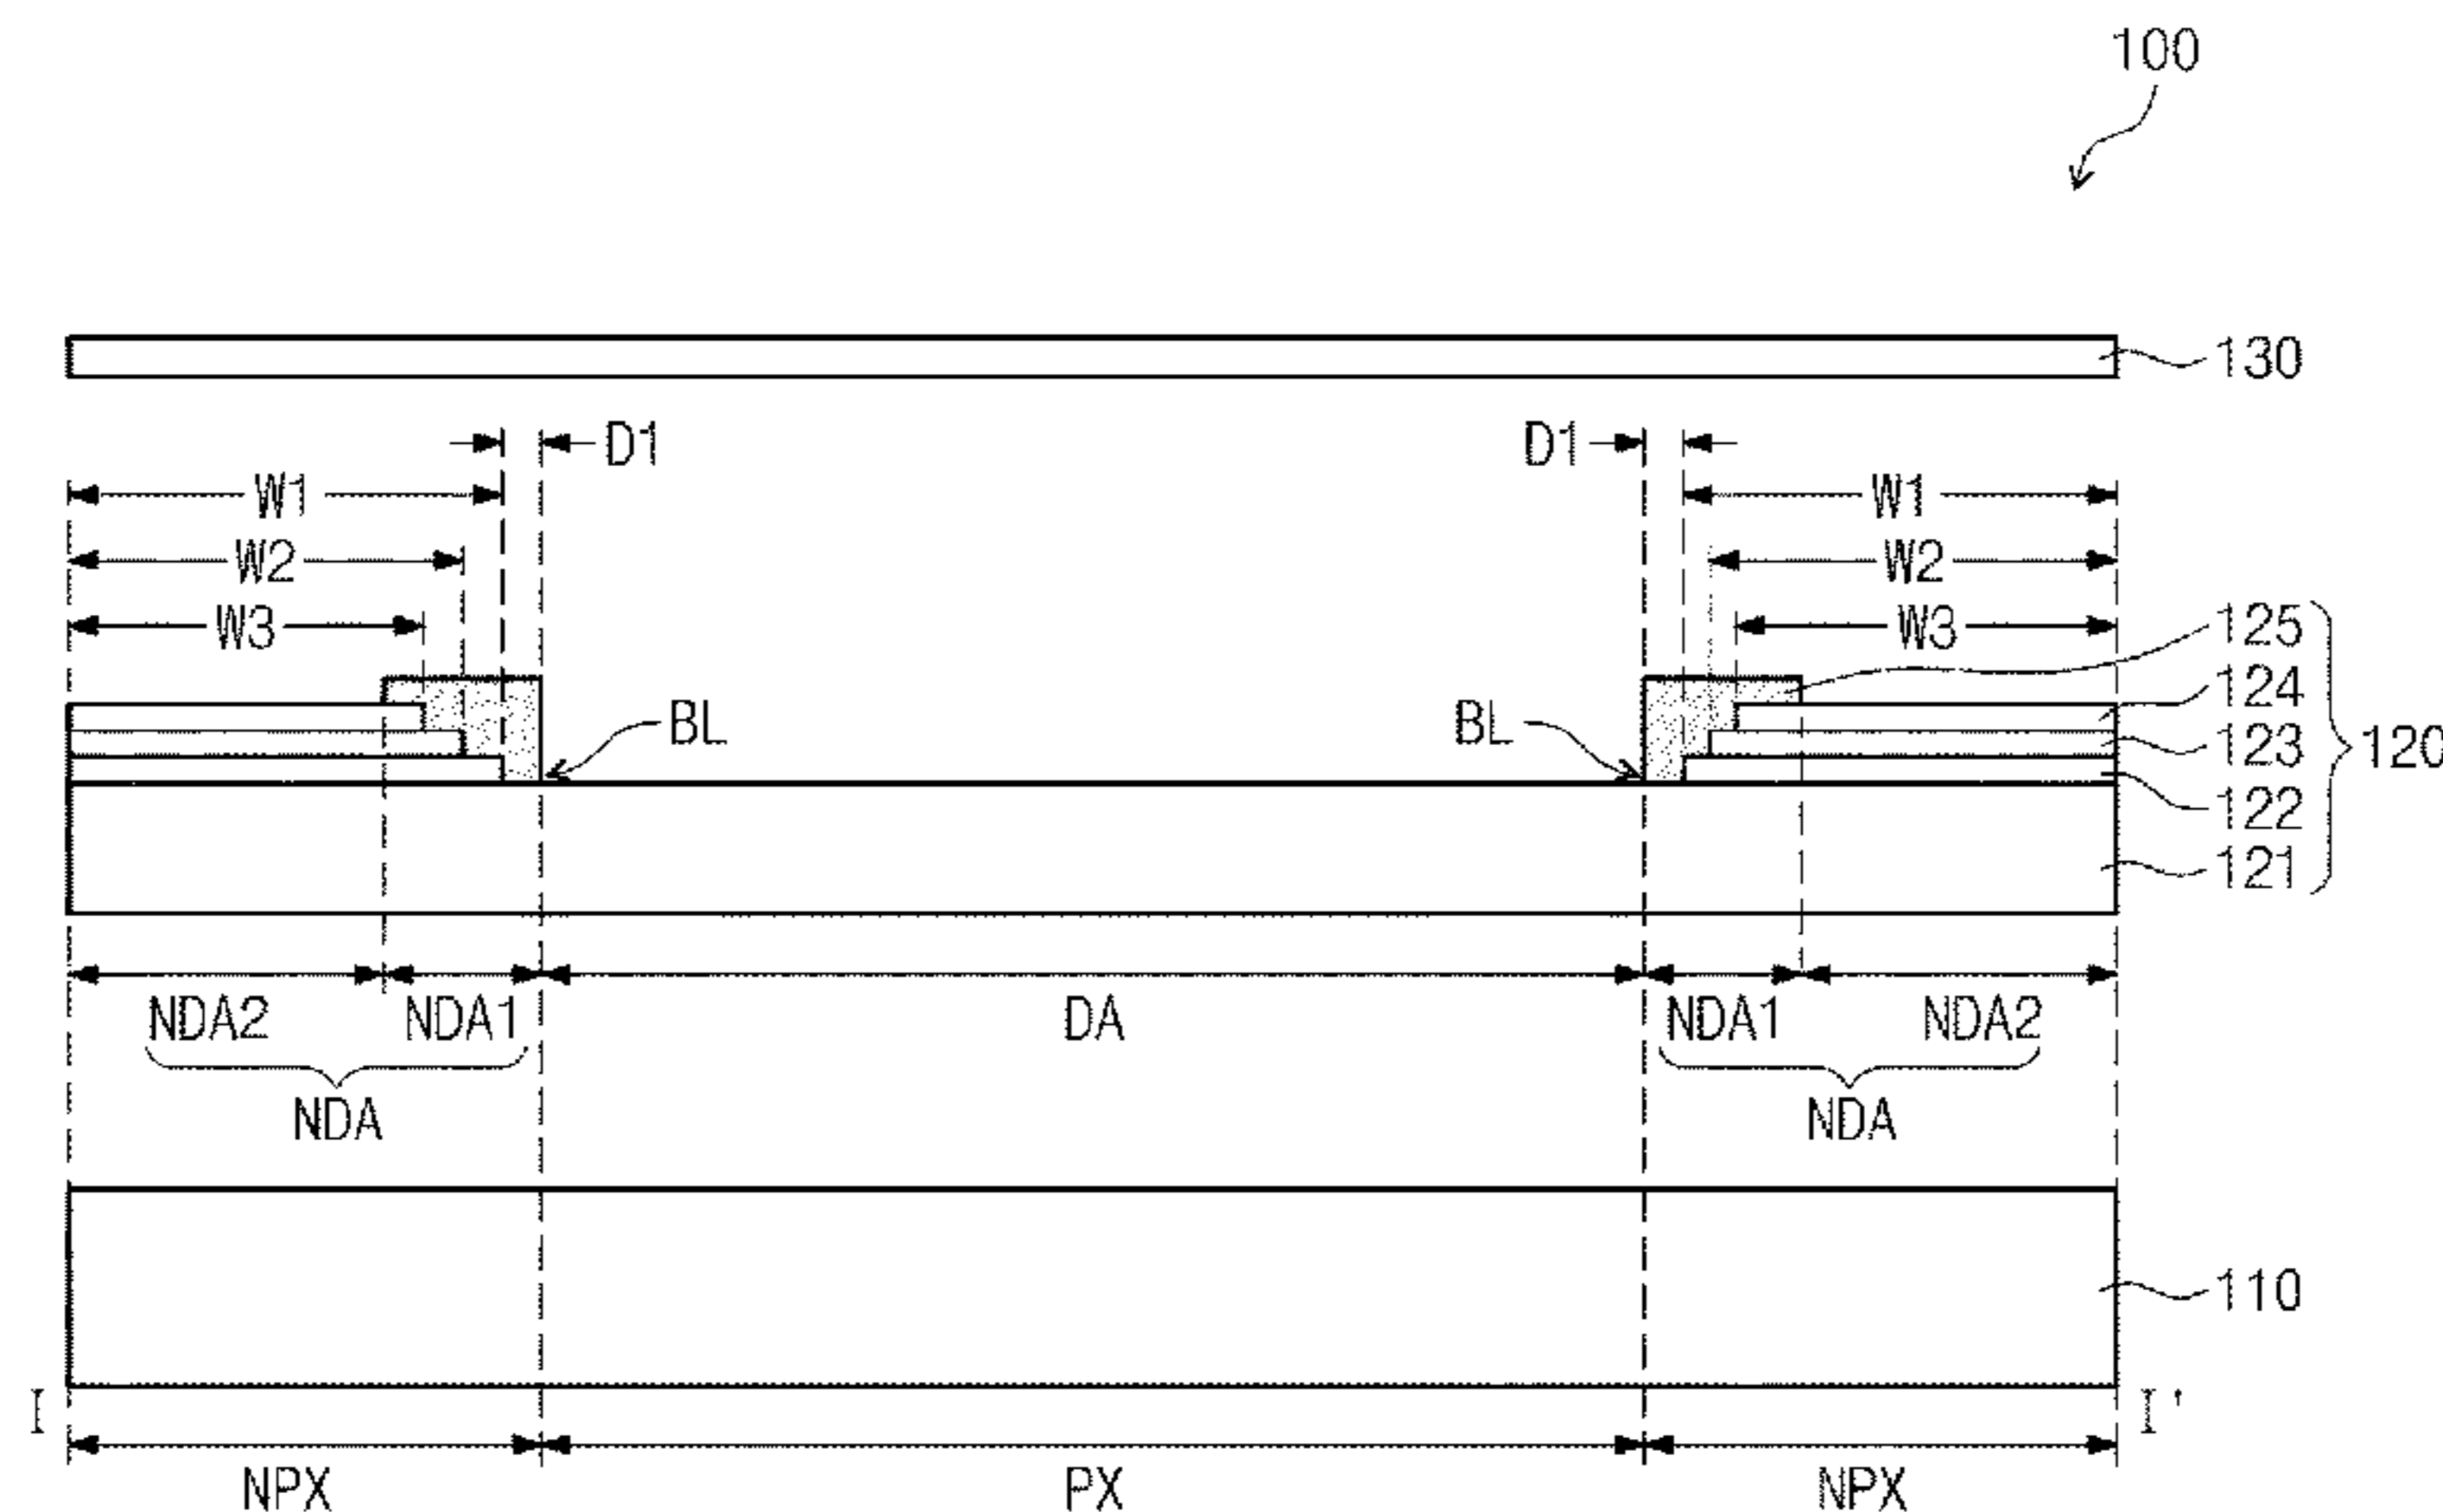 100
130
D1 D1
W1 W1
W2 W2
W3 W3
125
124
BL BL
123
120
122
121
NDA2 NDA1 DA NDA1 NDA2
NDA NDA
110
I I'
NPX PX NPX